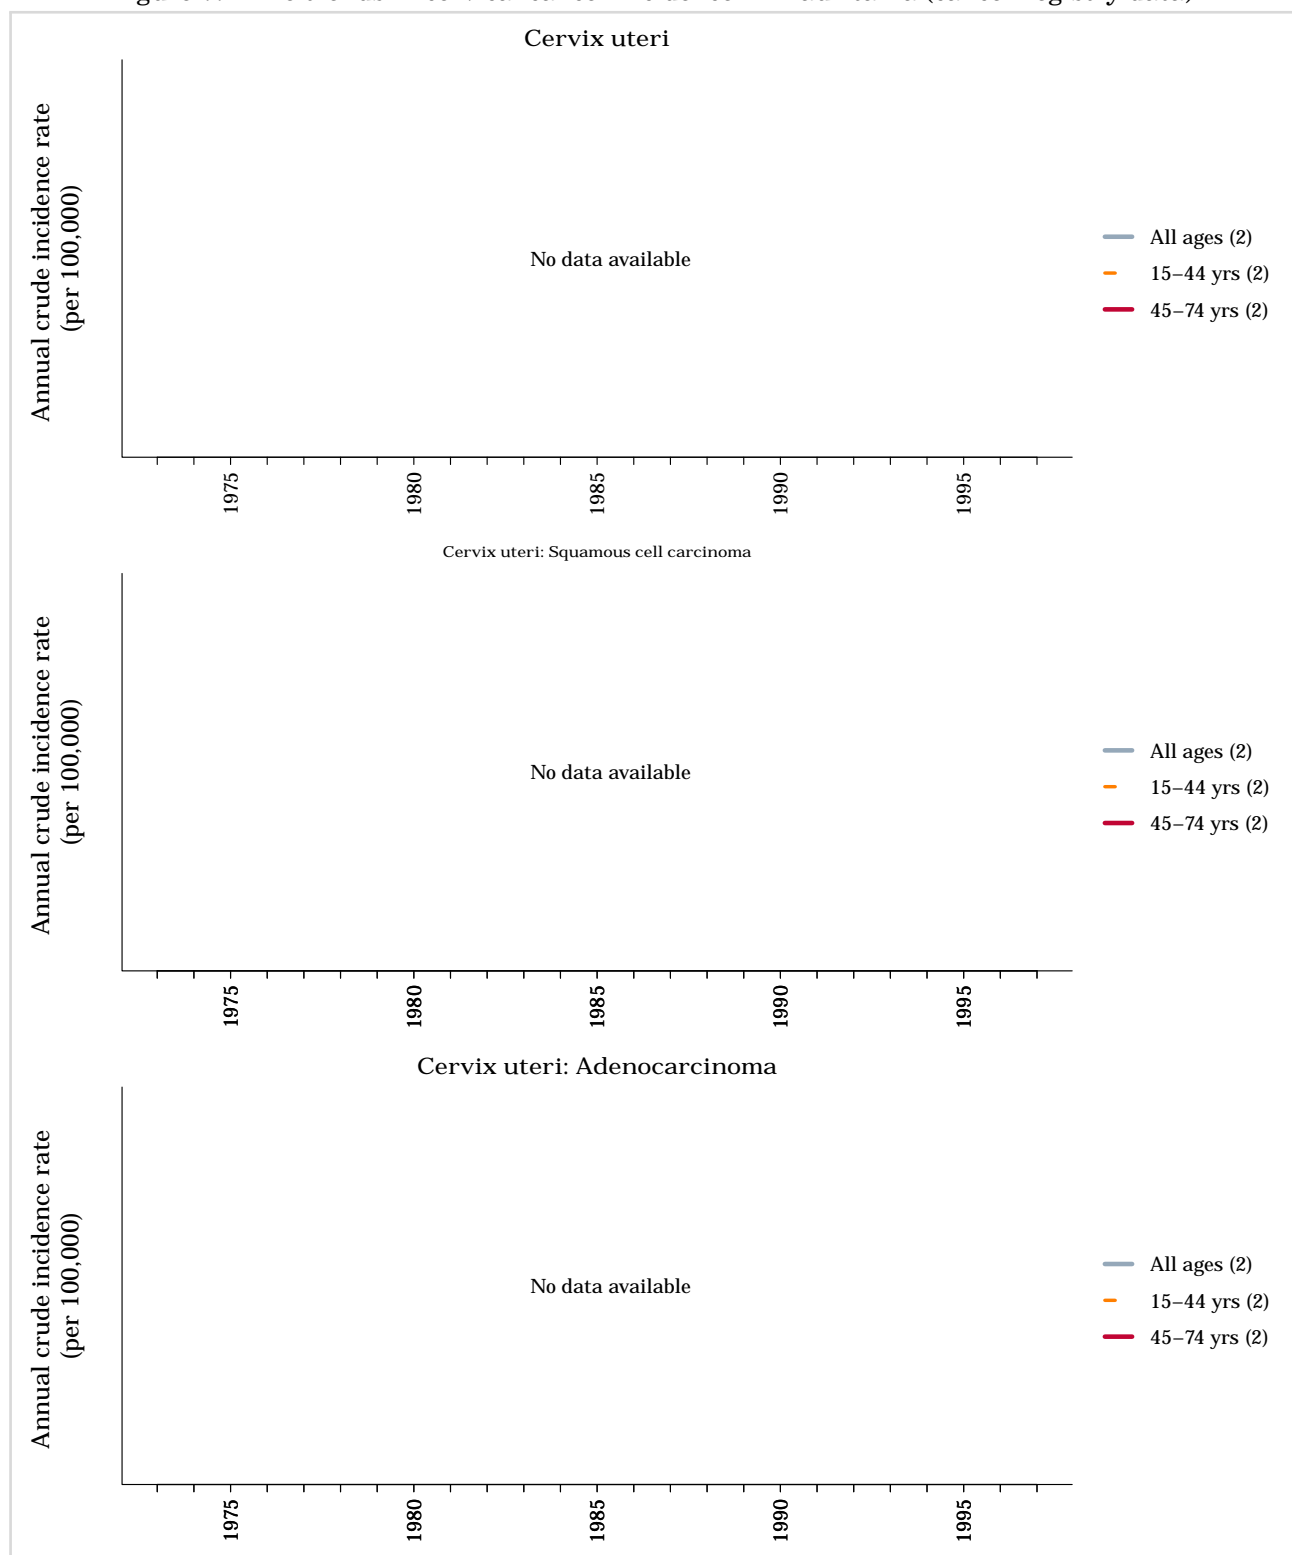 Cervix uteri
Annual crude incidence rate
(per 100,000)
No data available
All ages (2)
15–44 yrs (2)
45–74 yrs (2)
1975
1980
1985
1990
1995
Cervix uteri: Squamous cell carcinoma
Annual crude incidence rate
(per 100,000)
No data available
All ages (2)
15–44 yrs (2)
45–74 yrs (2)
1975
1980
1985
1990
1995
Cervix uteri: Adenocarcinoma
Annual crude incidence rate
(per 100,000)
No data available
All ages (2)
15–44 yrs (2)
45–74 yrs (2)
1975
1980
1985
1990
1995